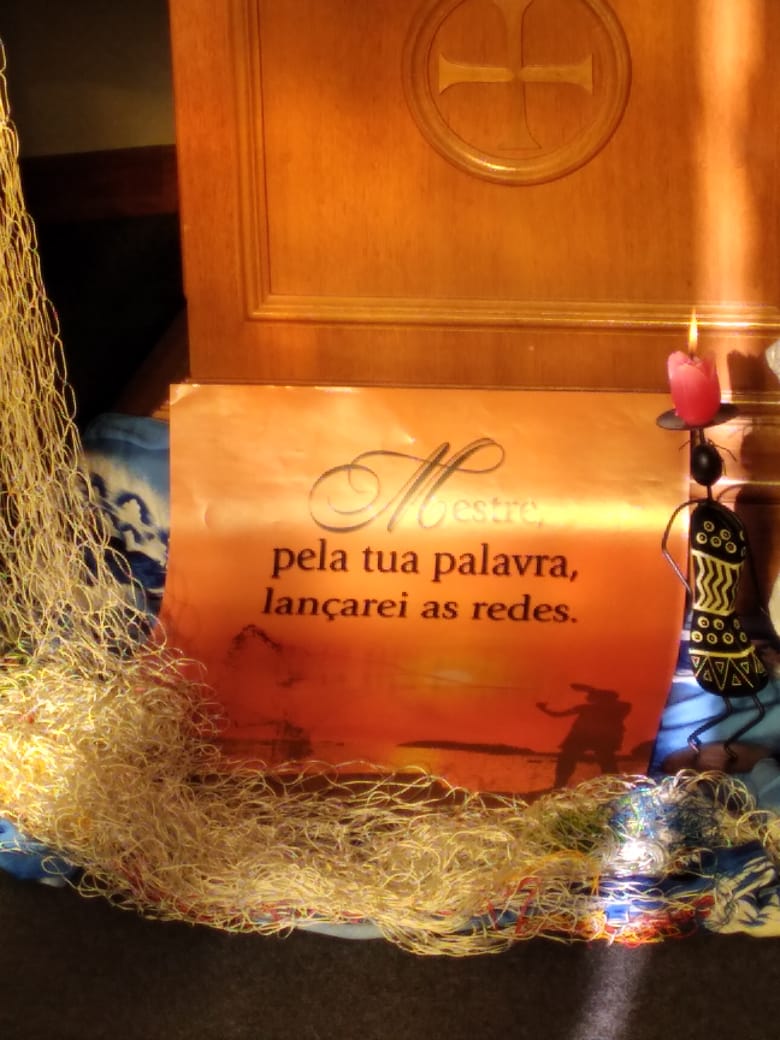 Mestre,
pela tua palavra,
lançarei as redes.